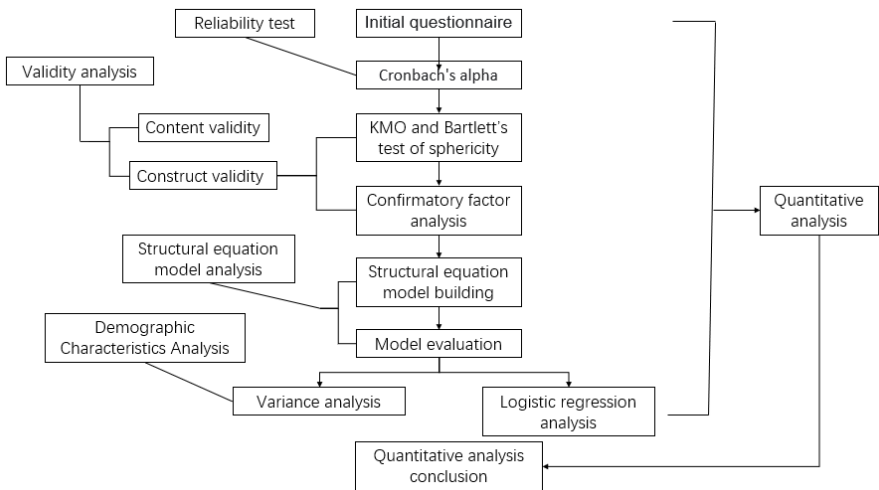 Reliability test
Initial questionnaire
Validity analysis
Cronbach's alpha
Content validity
KMO and Bartlett's
test of sphericity
Construct validity
Confirmatory factor
analysis
Quantitative
analysis
Structural equation
model analysis
Structural equation
model building
Demographic
Characteristics Analysis
Model evaluation
Variance analysis
Logistic regression
analysis
Quantitative analysis
conclusion